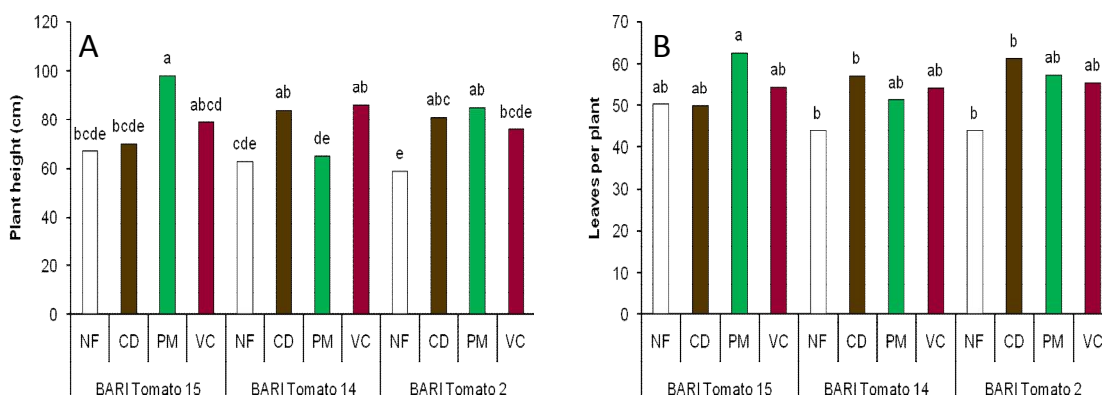 A
Plant height (cm)
120
100
80
60
40
20
0
bcde bcde a abcd cde ab de ab e abc ab bcde
NF CD PM VC NF CD PM VC NF CD PM VC
BARI Tomato 15 BARI Tomato 14 BARI Tomato 2
B
Leaves per plant
70
60
50
40
30
20
10
0
ab ab a ab b b ab ab b b ab ab
NF CD PM VC NF CD PM VC NF CD PM VC
BARI Tomato 15 BARI Tomato 14 BARI Tomato 2